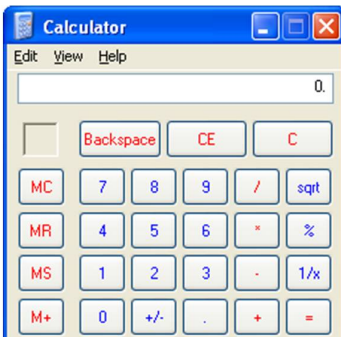 Calculator
Edit View Help
0.
Backspace CE C
MC 7 8 9 / sqrt
MR 4 5 6 * %
MS 1 2 3 - 1/x
M+ 0 +/- . + =